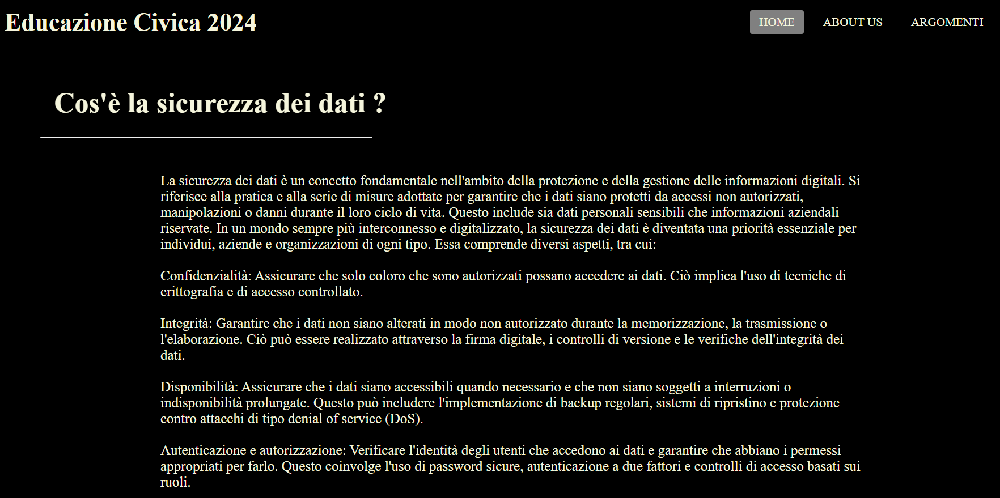 Educazione Civica 2024
HOME
ABOUT US
ARGOMENTI
Cos'è la sicurezza dei dati ?
La sicurezza dei dati è un concetto fondamentale nell'ambito della protezione e della gestione delle informazioni digitali. Si
riferisce alla pratica e alla serie di misure adottate per garantire che i dati siano protetti da accessi non autorizzati,
manipolazioni o danni durante il loro ciclo di vita. Questo include sia dati personali sensibili che informazioni aziendali
riservate. In un mondo sempre più interconnesso e digitalizzato, la sicurezza dei dati è diventata una priorità essenziale per
individui, aziende e organizzazioni di ogni tipo. Essa comprende diversi aspetti, tra cui:
Confidenzialità: Assicurare che solo coloro che sono autorizzati possano accedere ai dati. Ciò implica l'uso di tecniche di
crittografia e di accesso controllato.
Integrità: Garantire che i dati non siano alterati in modo non autorizzato durante la memorizzazione, la trasmissione o
l'elaborazione. Ciò può essere realizzato attraverso la firma digitale, i controlli di versione e le verifiche dell'integrità dei
dati.
Disponibilità: Assicurare che i dati siano accessibili quando necessario e che non siano soggetti a interruzioni o
indisponibilità prolungate. Questo può includere l'implementazione di backup regolari, sistemi di ripristino e protezione
contro attacchi di tipo denial of service (DoS).
Autenticazione e autorizzazione: Verificare l'identità degli utenti che accedono ai dati e garantire che abbiano i permessi
appropriati per farlo. Questo coinvolge l'uso di password sicure, autenticazione a due fattori e controlli di accesso basati sui
ruoli.